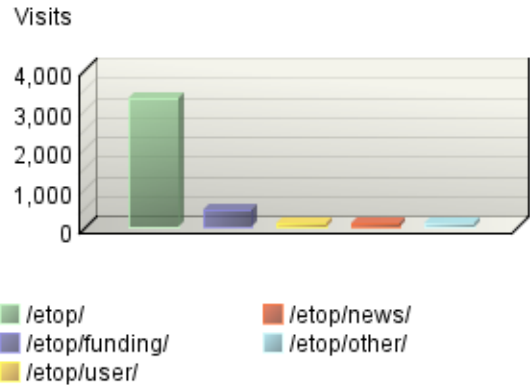 Visits
4,000
3,000
2,000
1,000
0
/etop/
/etop/funding/
/etop/user/
/etop/news/
/etop/other/